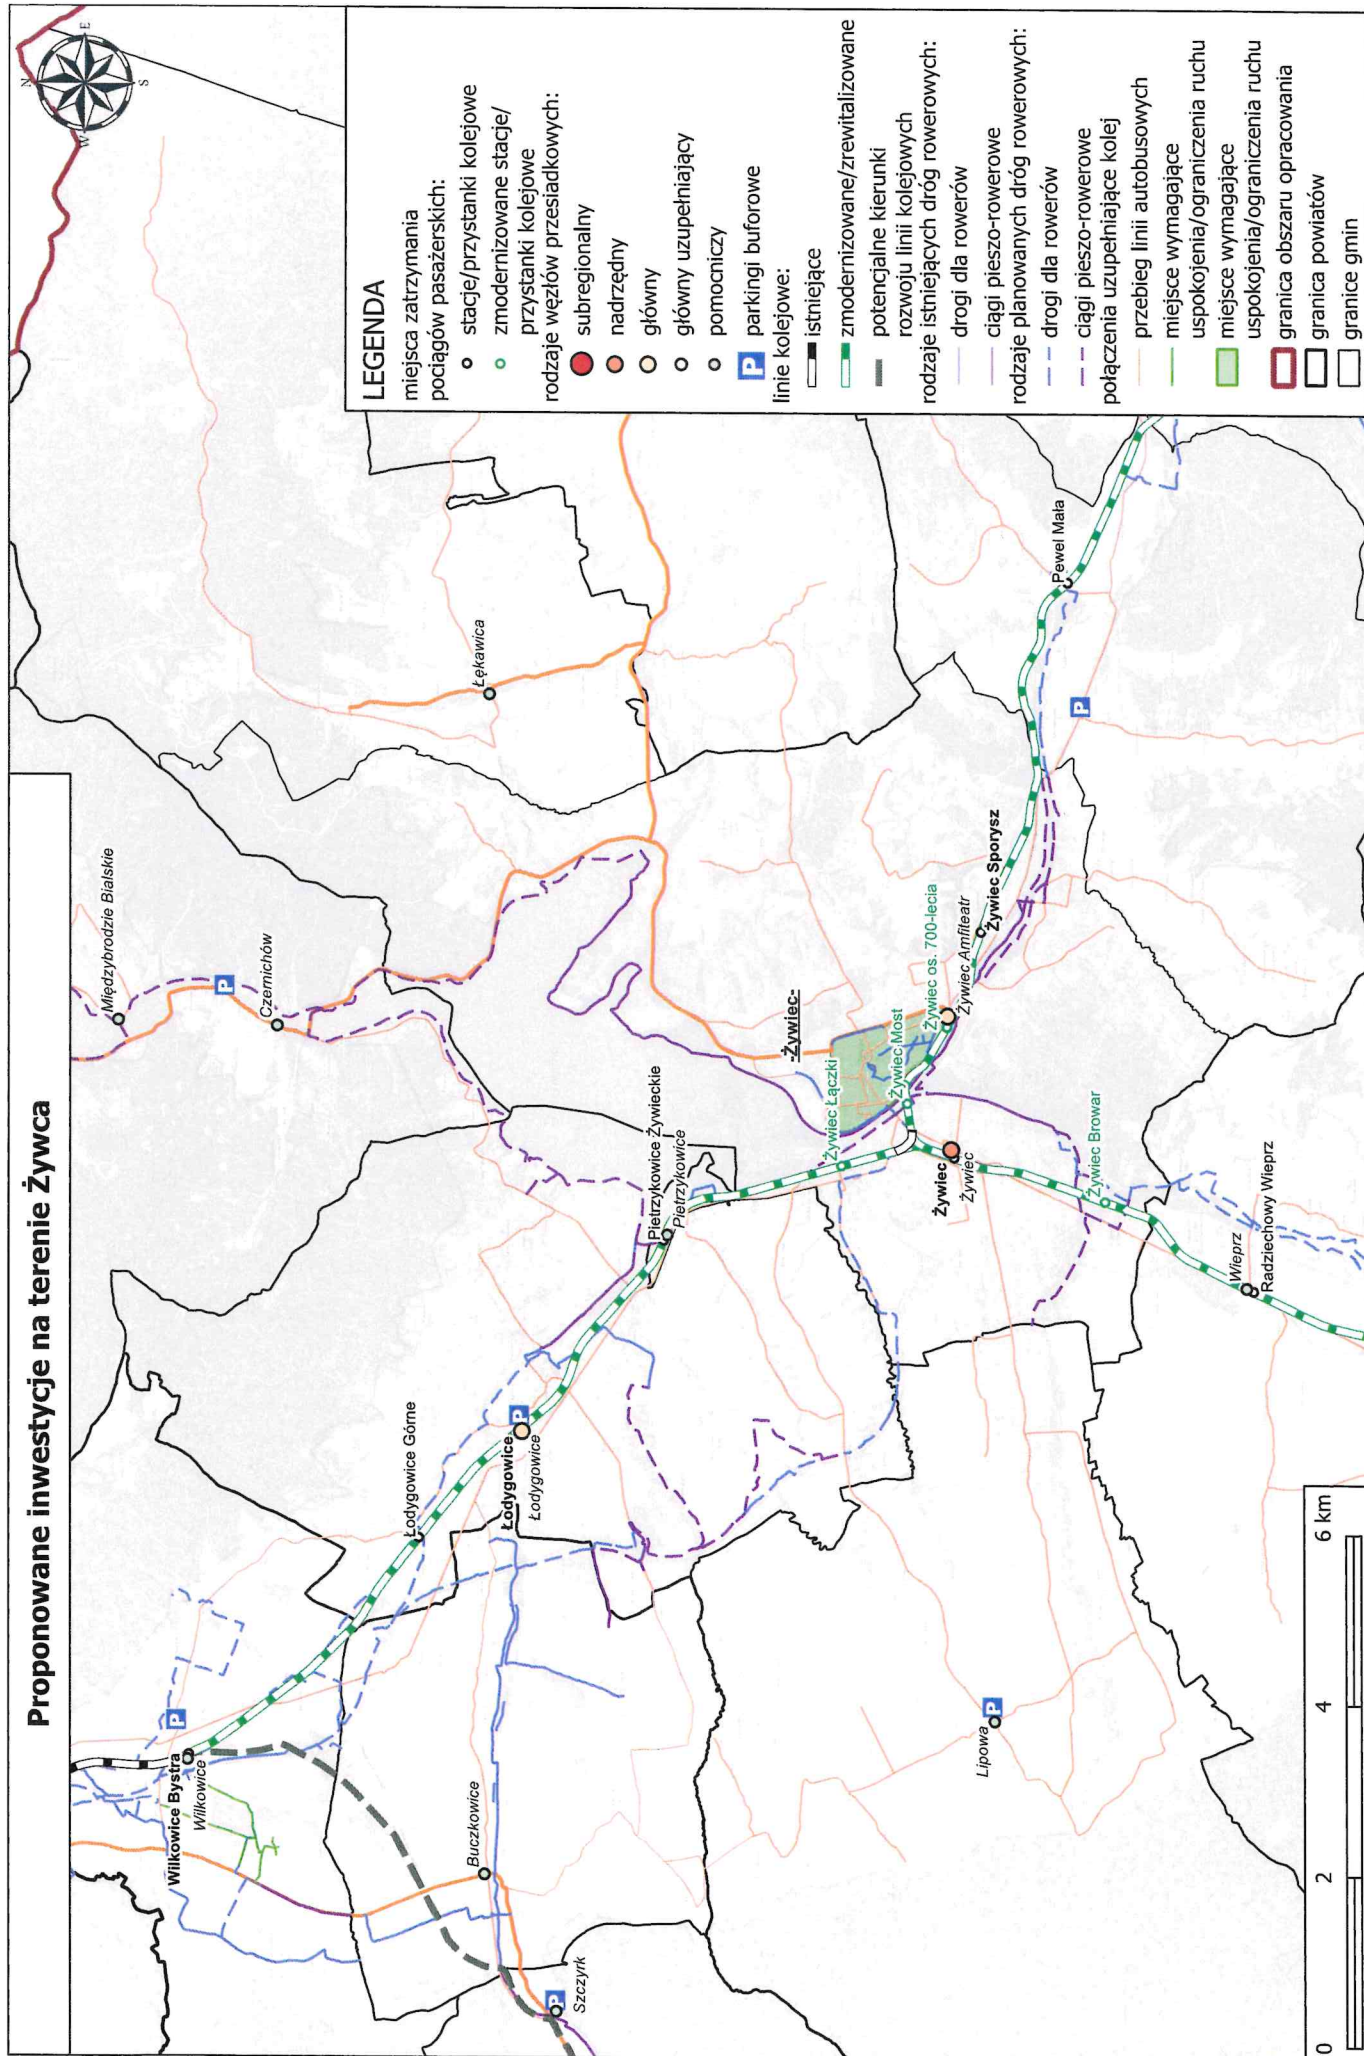 Proponowane inwestycje na terenie Żywca
N
E
S
W
LEGENDA
miejsca zatrzymania
pociągów pasażerskich:
stacje/przystanki kolejowe
zmodernizowane stacje/
przystanki kolejowe
rodzaje węzłów przesiadkowych:
subregionalny
nadrzędny
główny
główny uzupełniający
pomocniczy
P parkingi buforowe
linie kolejowe:
istniejące
zmodernizowane/zrewitalizowane
potencjalne kierunki
rozwoju linii kolejowych
rodzaje istniejących dróg rowerowych:
drogi dla rowerów
ciągi pieszo-rowerowe
rodzaje planowanych dróg rowerowych:
drogi dla rowerów
ciągi pieszo-rowerowe
połączenia uzupełniające kolej
przebieg linii autobusowych
miejsce wymagające
uspokojenia/ograniczenia ruchu
miejsce wymagające
uspokojenia/ograniczenia ruchu
granica obszaru opracowania
granica powiatów
granice gmin
Międzybrodzie Bialskie
P
Czernichów
Łękawica
P
Wilkowice Bystra
Wilkowice
Łodygowice Górne
P
Łodygowice
Łodygowice
Buczkowice
P
Szczyrk
Pietrzykowice Żywieckie
Pietrzykowice
-Żywiec-
Żywiec Łączki
Żywiec Most
Żywiec os. 700-lecia
Żywiec Amfiteatr
Żywiec Sporysz
Pewel Mała
P
Żywiec
Żywiec
Żywiec Browar
P
Lipowa
Wieprz
Radziechowy Wieprz
0
2
4
6 km